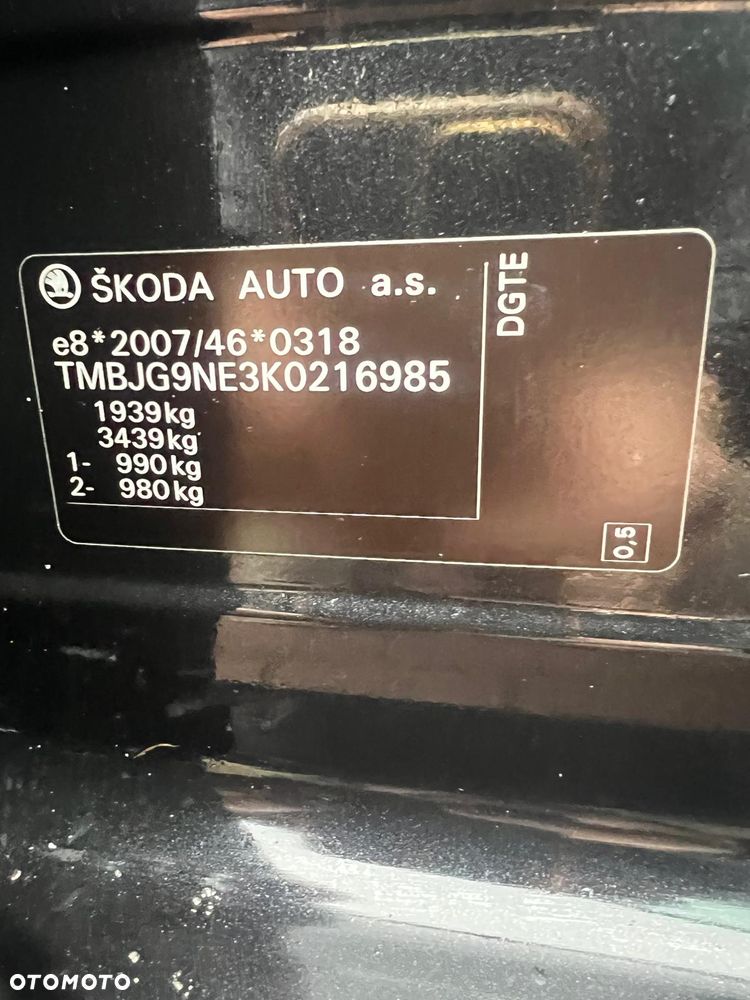 ŠKODA AUTO a.s.
e8*2007/46*0318
TMBJG9NE3K0216985
1939kg
3439kg
1- 990kg
2- 980kg
DGTE
0,5
OTOMOTO